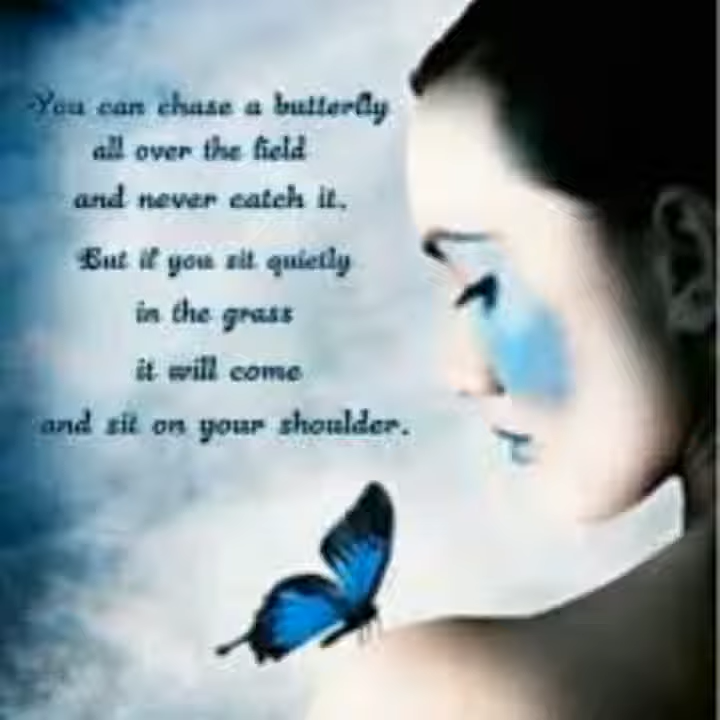 You can chase a butterfly
all over the field
and never catch it.
But if you sit quietly
in the grass
it will come
and sit on your shoulder.